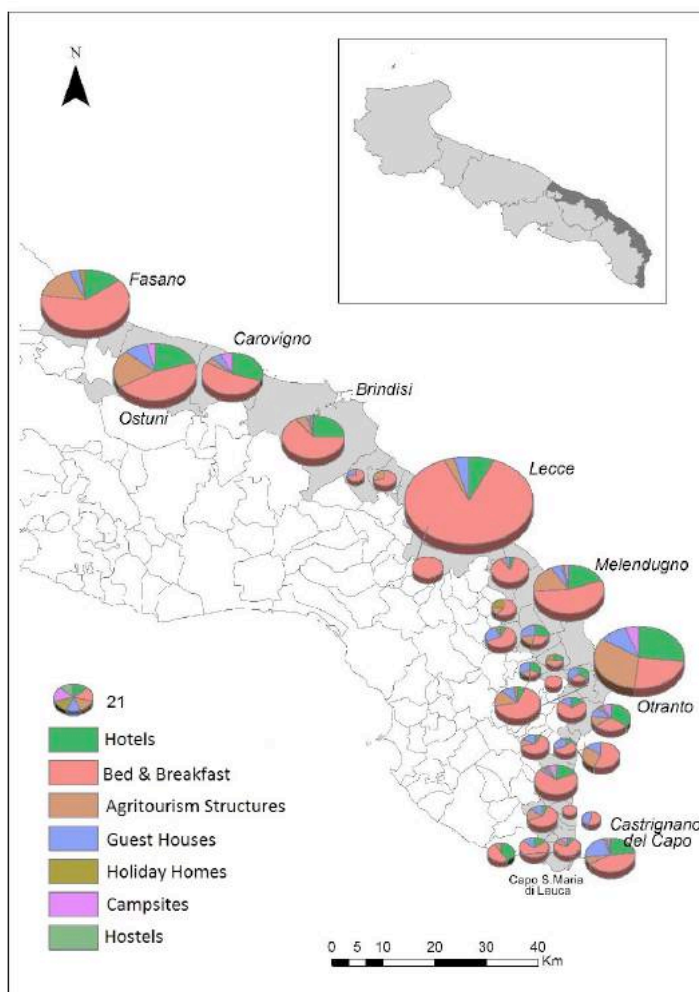 N
Fasano
Carovigno
Brindisi
Ostuni
Lecce
Melendugno
Otranto
21
Hotels
Bed & Breakfast
Agritourism Structures
Guest Houses
Holiday Homes
Campsites
Hostels
Castrignano
del Capo
Capo S.Maria
di Leuca
0 5 10 20 30 40
Km